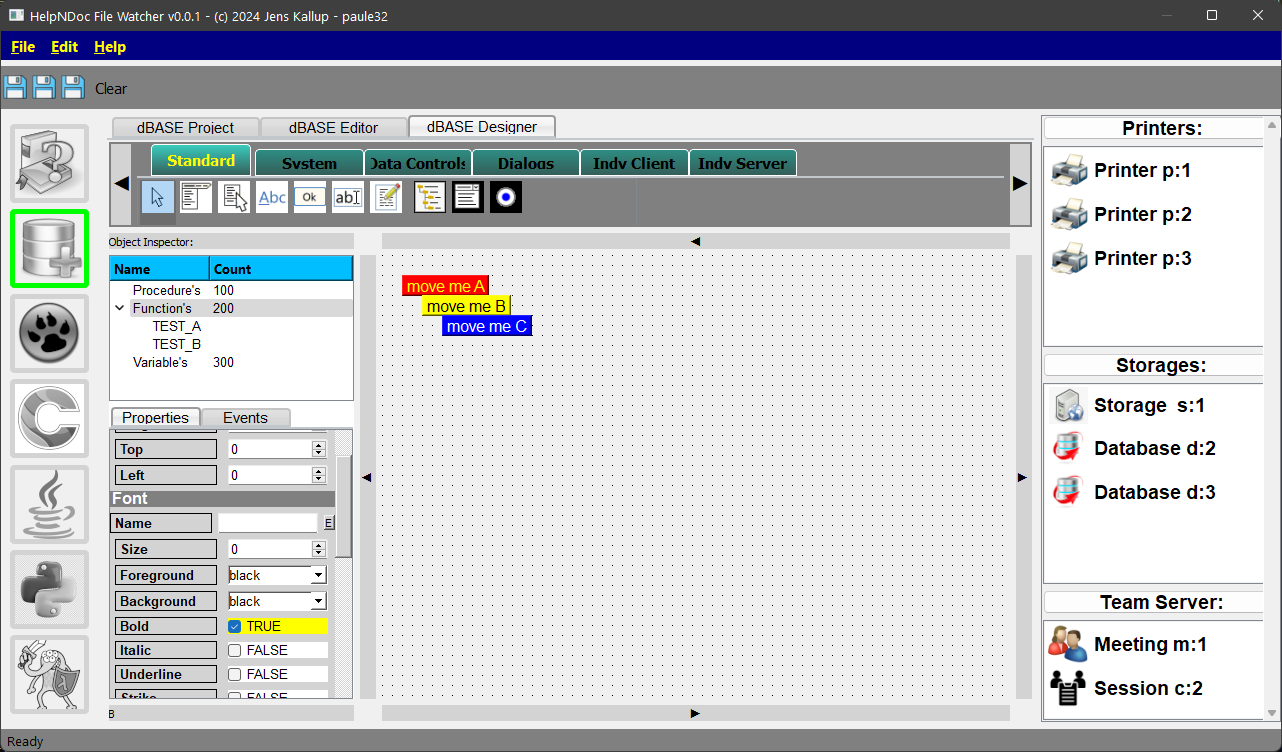 HelpNDoc File Watcher v0.0.1 - (c) 2024 Jens Kallup - paule32
File Edit Help
Clear
dBASE Project dBASE Editor dBASE Designer
Standard System Data Controls Dialogs Indy Client Indy Server
Abc Ok ab
Object Inspector:
Name Count
Procedure's 100
Function's 200
TEST_A
TEST_B
Variable's 300
Properties Events
Top 0
Left 0
Font
Name E
Size 0
Foreground black
Background black
Bold TRUE
Italic FALSE
Underline FALSE
Strike FALSE
B
move me A
move me B
move me C
Printers:
Printer p:1
Printer p:2
Printer p:3
Storages:
Storage s:1
Database d:2
Database d:3
Team Server:
Meeting m:1
Session c:2
Ready